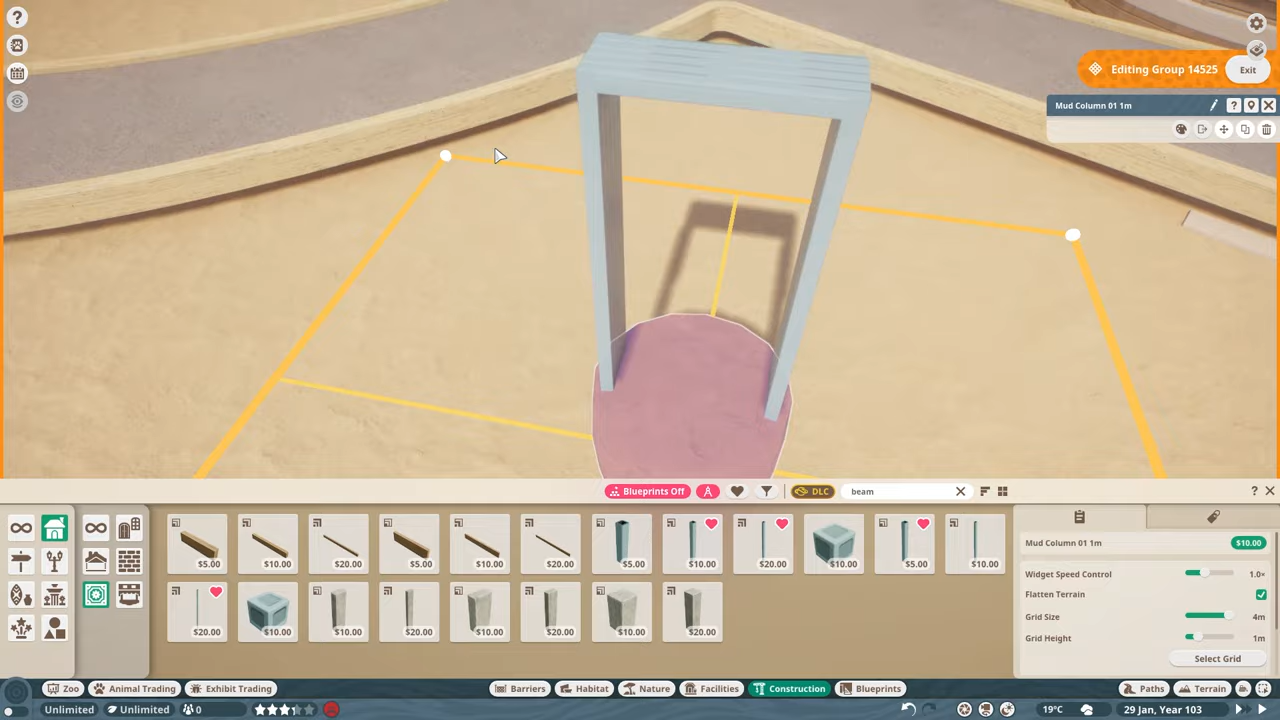 ?
Editing Group 14525
Exit
Mud Column 01 1m
?
Blueprints Off
DLC
beam
?
$5.00
$10.00
$20.00
$5.00
$10.00
$20.00
$5.00
$10.00
$20.00
$10.00
$5.00
$10.00
$20.00
$10.00
$10.00
$20.00
$10.00
$20.00
$10.00
$20.00
Mud Column 01 1m
$10.00
Widget Speed Control
1.0×
Flatten Terrain
Grid Size
4m
Grid Height
1m
Select Grid
Zoo
Animal Trading
Exhibit Trading
Barriers
Habitat
Nature
Facilities
Construction
Blueprints
Paths
Terrain
Unlimited
Unlimited
0
19°C
29 Jan, Year 103